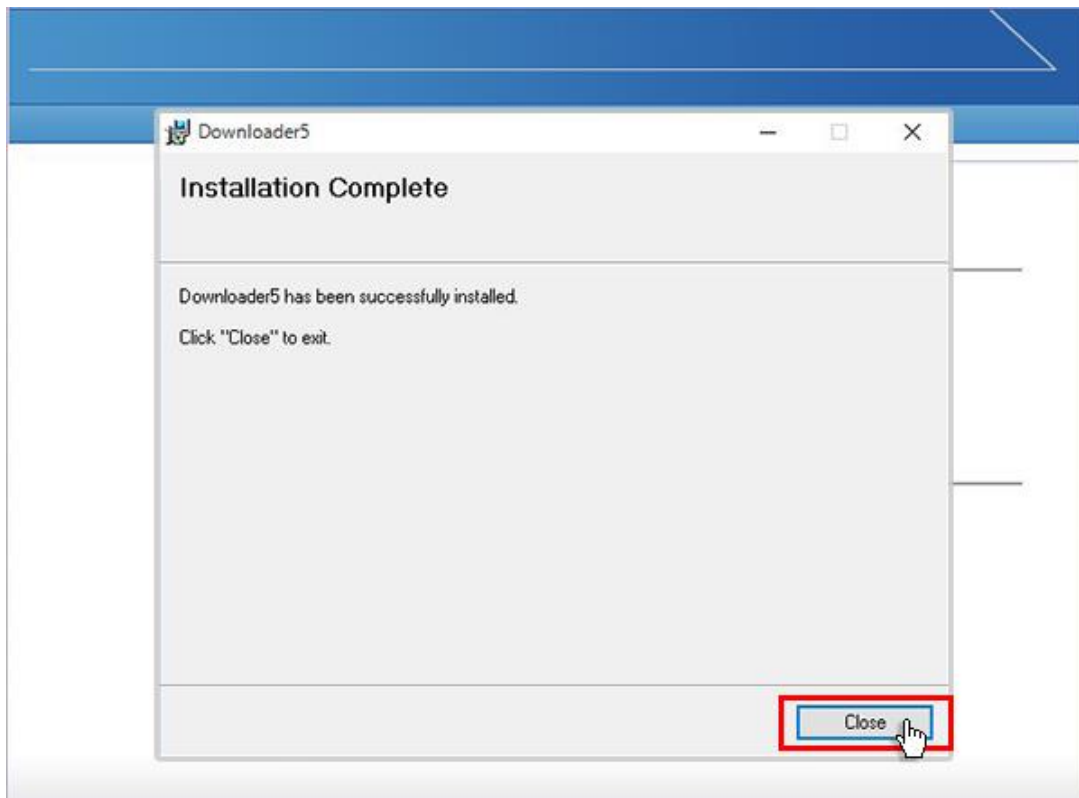 Downloader5
Installation Complete
Downloader5 has been successfully installed.
Click "Close" to exit.
Close